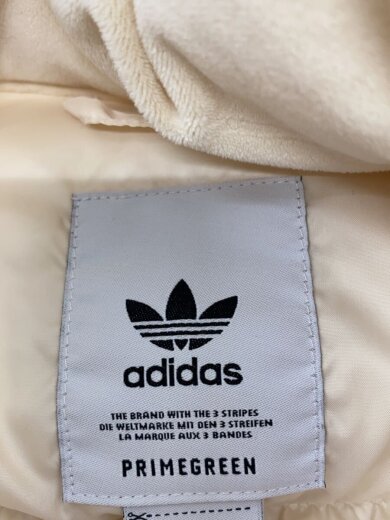 adidas
THE BRAND WITH THE 3 STRIPES
DIE WELTMARKE MIT DEN 3 STREIFEN
LA MARQUE AUX 3 BANDES
PRIMEGREEN